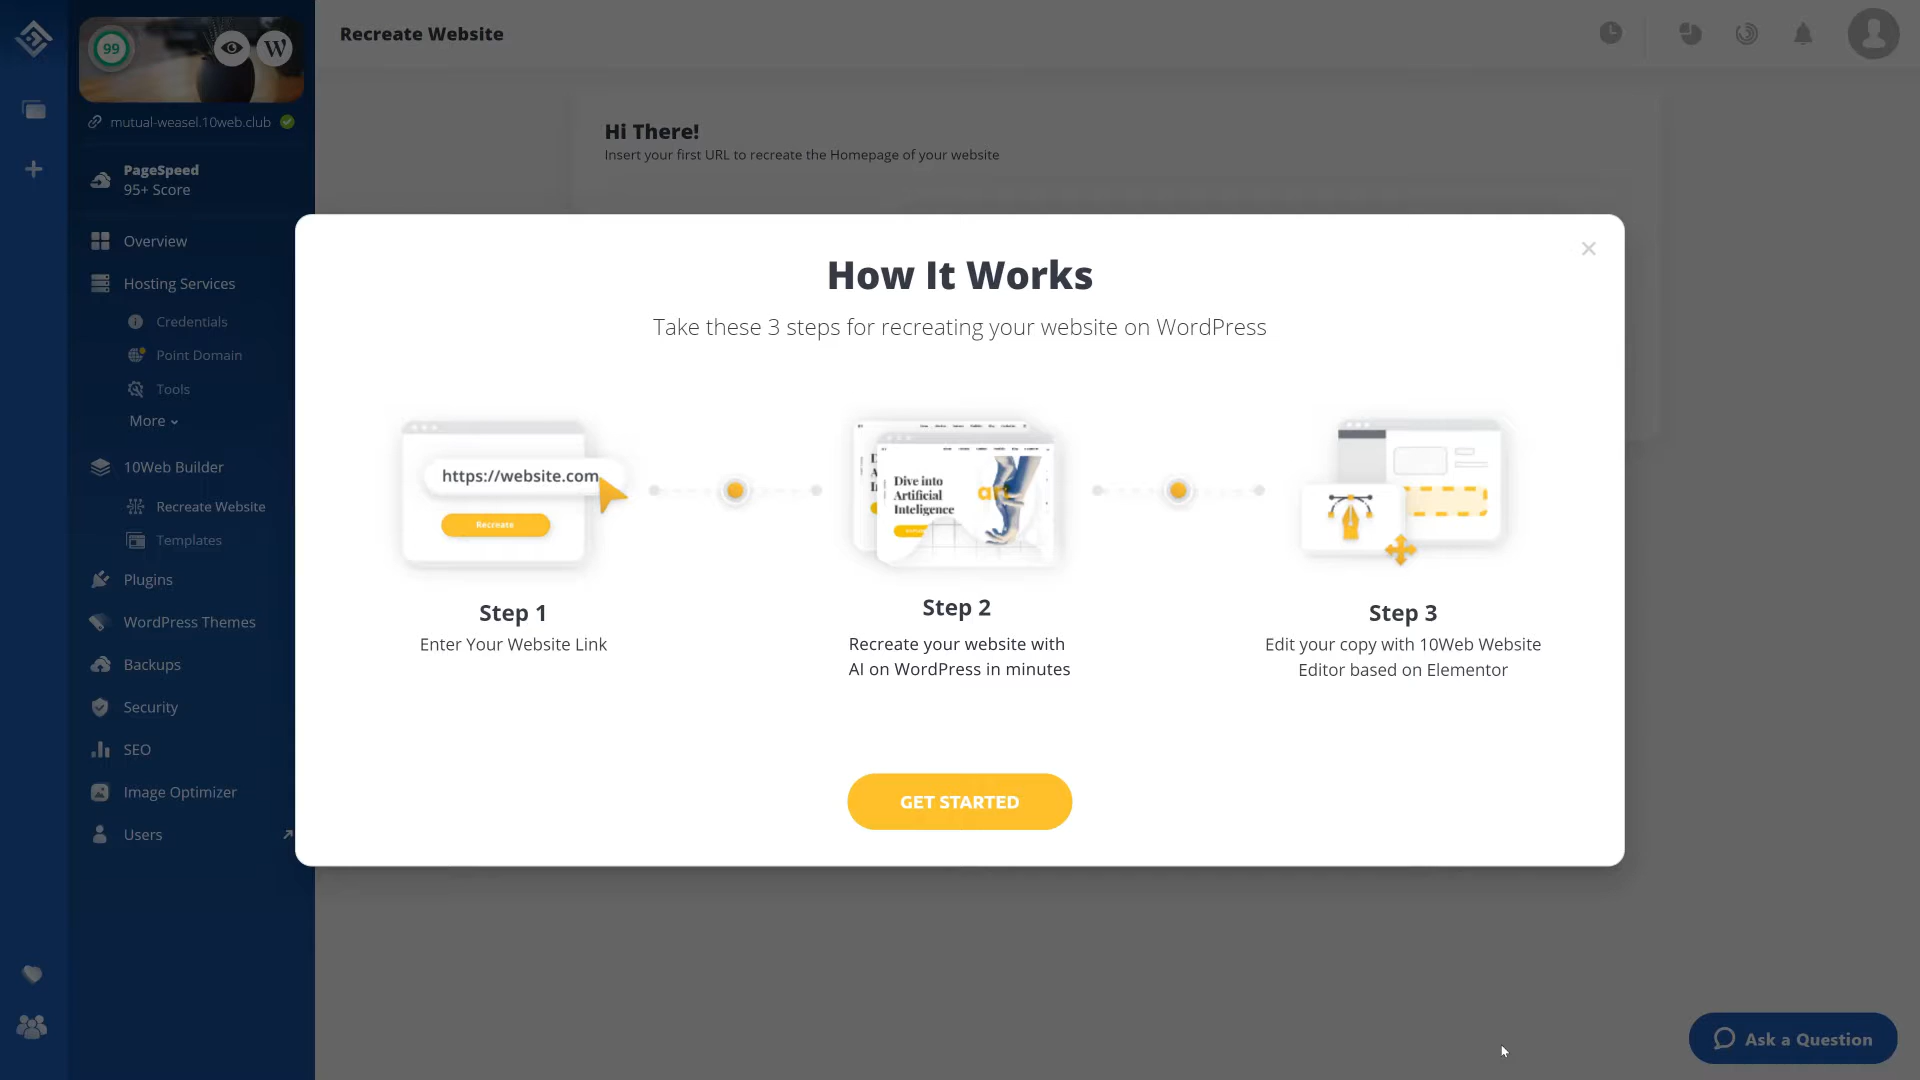 Recreate Website
99
W
mutual-weasel.10web.club
PageSpeed
95+ Score
Overview
Hosting Services
Credentials
Point Domain
Tools
More
10Web Builder
Recreate Website
Templates
Plugins
WordPress Themes
Backups
Security
SEO
Image Optimizer
Users
Hi There!
Insert your first URL to recreate the Homepage of your website
How It Works
Take these 3 steps for recreating your website on WordPress
https://website.com
Recreate
Step 1
Enter Your Website Link
Dive into
Artificial
Inteligence
Step 2
Recreate your website with
AI on WordPress in minutes
Step 3
Edit your copy with 10Web Website
Editor based on Elementor
GET STARTED
Ask a Question